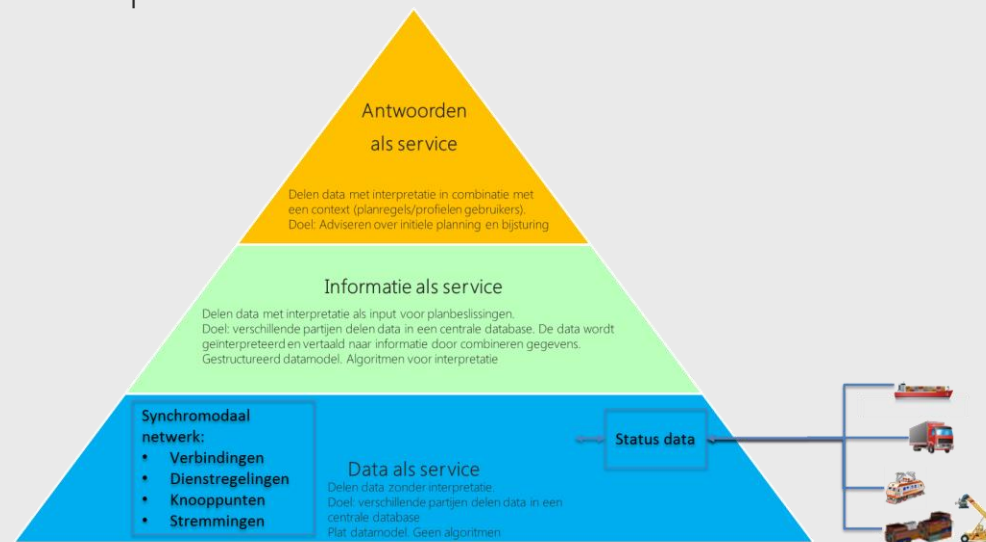 Antwoorden
als service
Delen data met interpretatie in combinatie met
een context (planregels/profielen gebruikers).
Doel: Adviseren over initiele planning en bijsturing
Informatie als service
Delen data met interpretatie als input voor planbeslissingen.
Doel: verschillende partijen delen data in een centrale database. De data wordt
geïnterpreteerd en vertaald naar informatie door combineren gegevens.
Gestructureerd datamodel. Algoritmen voor interpretatie
Synchromodaal
netwerk:
• Verbindingen
• Dienstregelingen
• Knooppunten
• Stremmingen
Data als service
Delen data zonder interpretatie.
Doel: verschillende partijen delen data in een
centrale database
Plat datamodel. Geen algoritmen
Status data